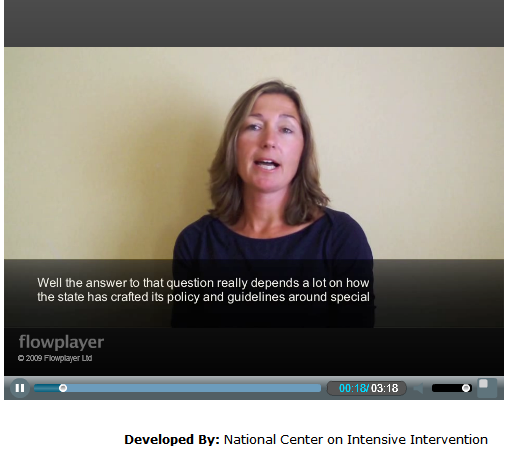 Well the answer to that question really depends a lot on how
the state has crafted its policy and guidelines around special
flowplayer
© 2009 Flowplayer Ltd
00:18/03:18
Developed By: National Center on Intensive Intervention